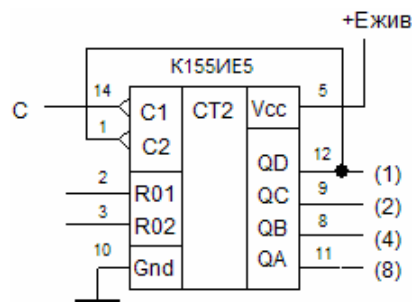 +Eжив
К155ИЕ5
14 C1 CT2 Vcc 5
C
1 C2
QD 12 (1)
2 R01 QC 9 (2)
3 R02 QB 8 (4)
10 Gnd QA 11 (8)